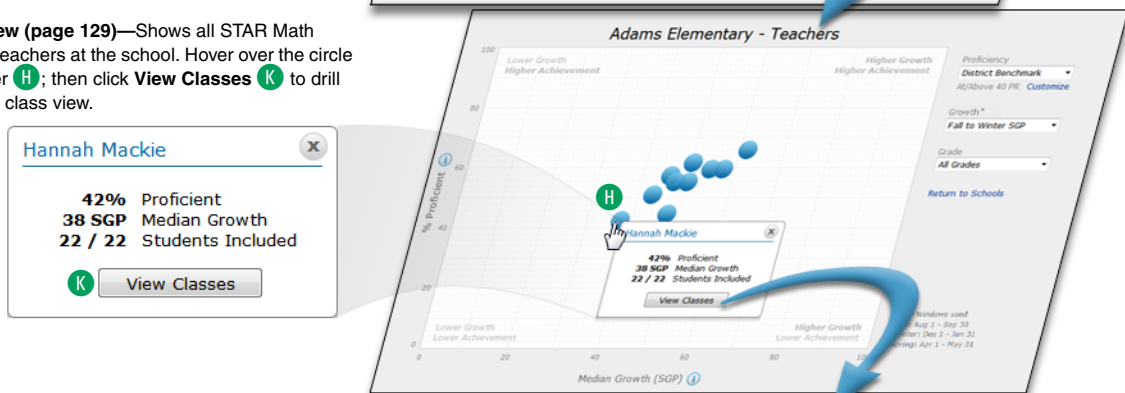 ew (page 129)—Shows all STAR Math
eachers at the school. Hover over the circle
er H; then click View Classes K to drill
class view.
Hannah Mackie
x
42% Proficient
38 SGP Median Growth
22 / 22 Students Included
K View Classes
Adams Elementary - Teachers
100
Lower Growth
Higher Achievement
Higher Growth
Higher Achievement
80
60
% Proficient i
40
20
0
Lower Growth
Lower Achievement
Higher Growth
Lower Achievement
0 20 40 60 80 100
Median Growth (SGP) i
H
Hannah Mackie
x
42% Proficient
38 SGP Median Growth
22 / 22 Students Included
View Classes
Proficiency
District Benchmark
At/Above 40 PR Customize
Growth*
Fall to Winter SGP
Grade
All Grades
Return to Schools
Windows used
Aug 1 - Sep 30
nter: Dec 1 - Jan 31
pring: Apr 1 - May 31